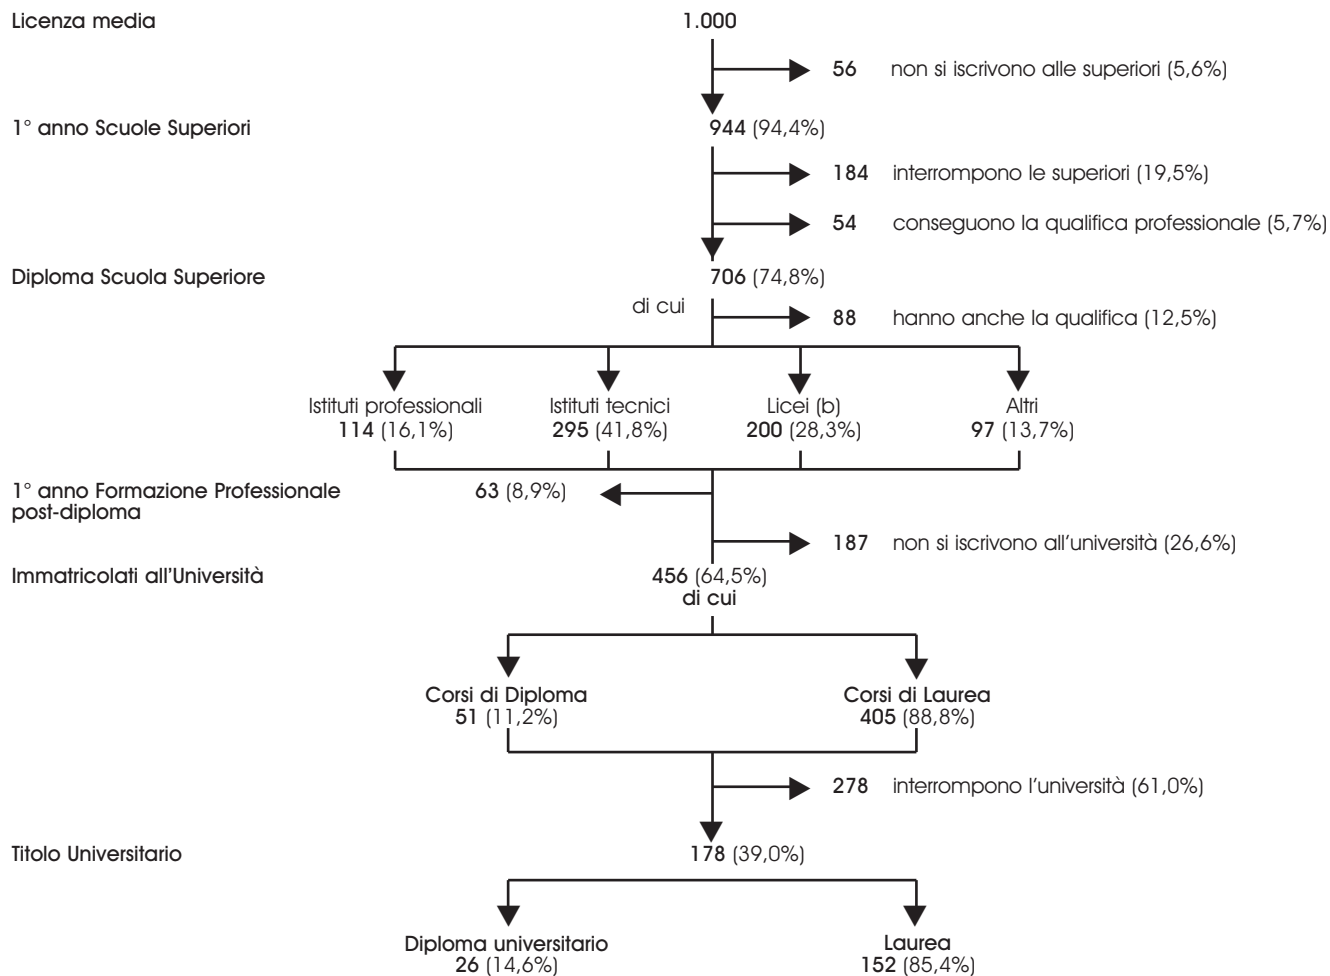 Licenza media 1.000
56 non si iscrivono alle superiori (5,6%)
1° anno Scuole Superiori 944 (94,4%)
184 interrompono le superiori (19,5%)
54 conseguono la qualifica professionale (5,7%)
Diploma Scuola Superiore 706 (74,8%)
di cui 88 hanno anche la qualifica (12,5%)
Istituti professionali Istituti tecnici Licei (b) Altri
114 (16,1%) 295 (41,8%) 200 (28,3%) 97 (13,7%)
1° anno Formazione Professionale 63 (8,9%)
post-diploma
187 non si iscrivono all'università (26,6%)
Immatricolati all'Università 456 (64,5%)
di cui
Corsi di Diploma Corsi di Laurea
51 (11,2%) 405 (88,8%)
278 interrompono l'università (61,0%)
Titolo Universitario 178 (39,0%)
Diploma universitario Laurea
26 (14,6%) 152 (85,4%)